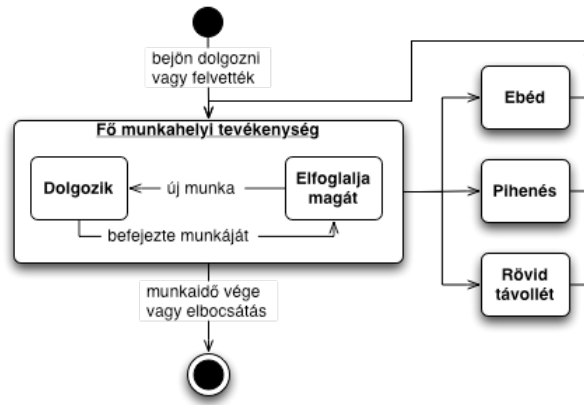 bejön dolgozni
vagy felvették
Fő munkahelyi tevékenység
Dolgozik
új munka
Elfoglalja
magát
befejezte munkáját
munkaidő vége
vagy elbocsátás
Ebéd
Pihenés
Rövid
távollét